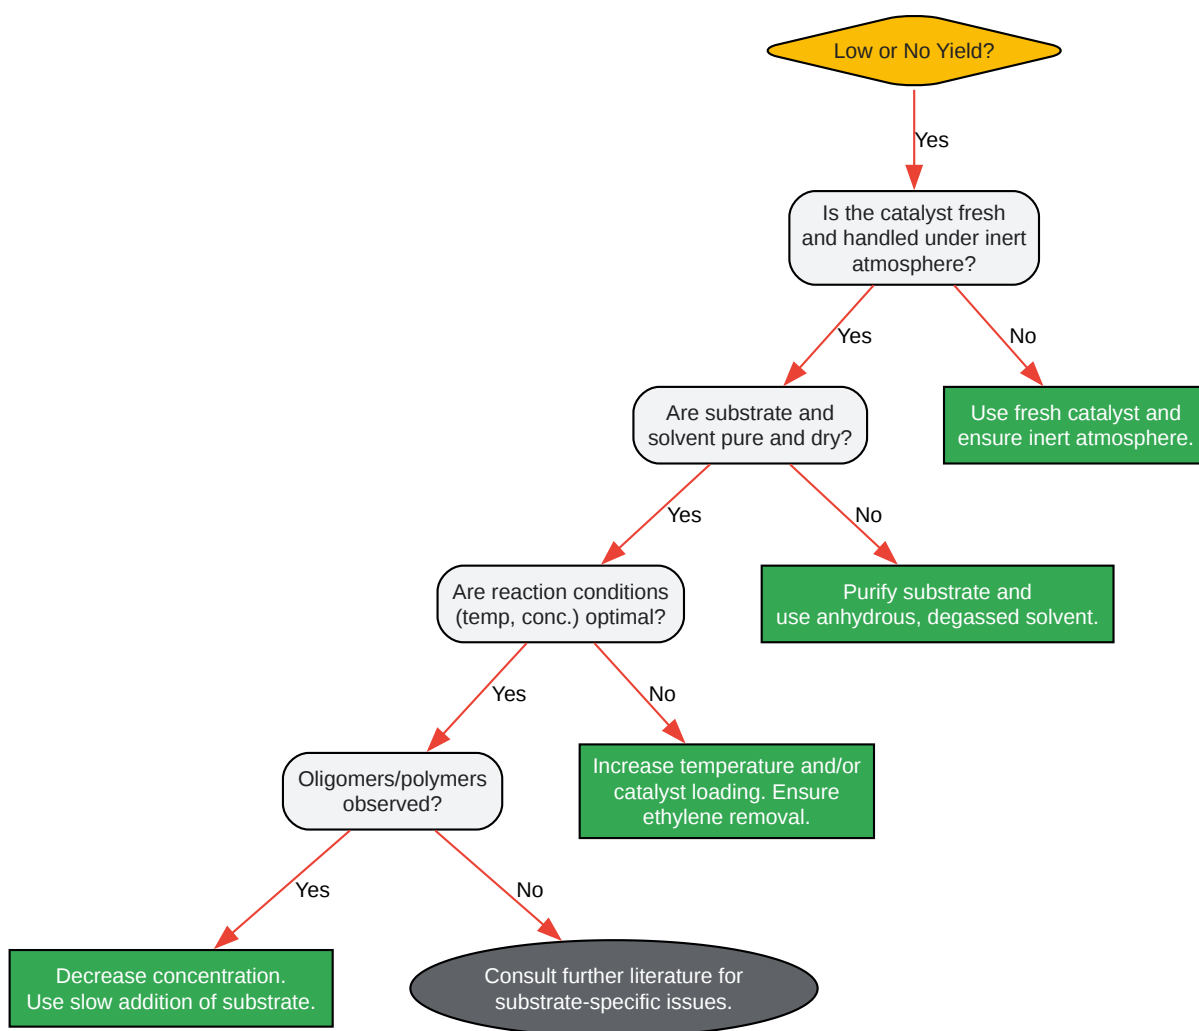 Low or No Yield?
Yes
Is the catalyst fresh
and handled under inert
atmosphere?
Yes
No
Are substrate and
solvent pure and dry?
Use fresh catalyst and
ensure inert atmosphere.
Yes
No
Are reaction conditions
(temp, conc.) optimal?
Purify substrate and
use anhydrous, degassed solvent.
Yes
No
Oligomers/polymers
observed?
Increase temperature and/or
catalyst loading. Ensure
ethylene removal.
Yes
No
Decrease concentration.
Use slow addition of substrate.
Consult further literature for
substrate-specific issues.